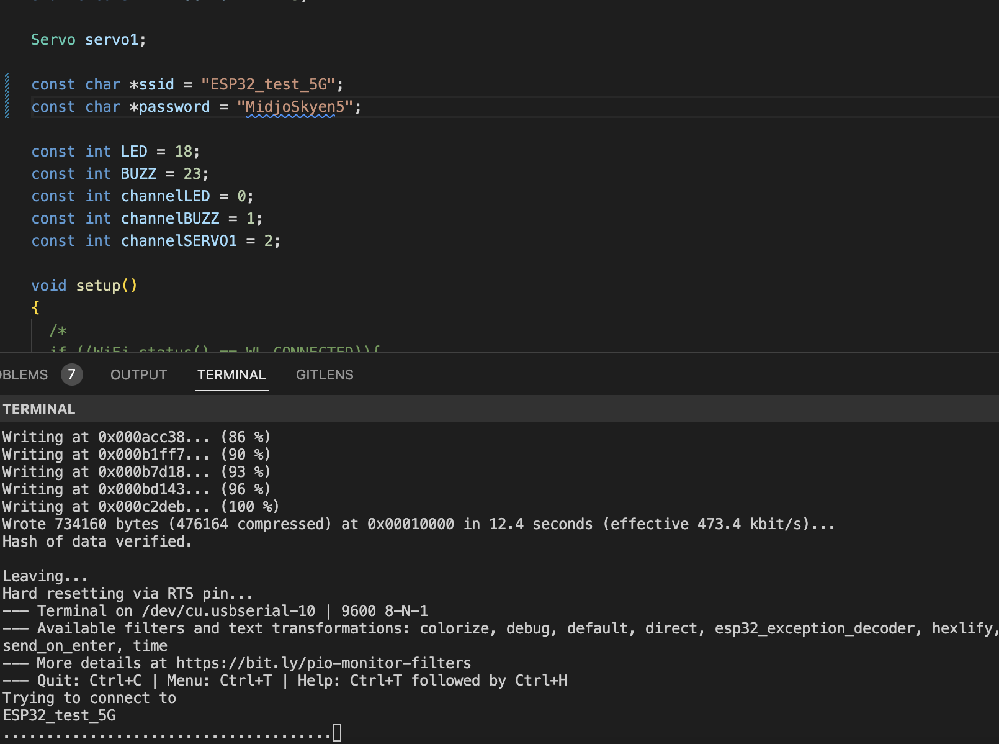 Servo servo1;
const char *ssid = "ESP32_test_5G";
const char *password = "MidjoSkyen5";
const int LED = 18;
const int BUZZ = 23;
const int channelLED = 0;
const int channelBUZZ = 1;
const int channelSERVO1 = 2;
void setup()
{
/*
if ((WiFi.status() == WL_CONNECTED)){
OBLEMS 7 OUTPUT TERMINAL GITLENS
TERMINAL
Writing at 0x000acc38... (86 %)
Writing at 0x000b1ff7... (90 %)
Writing at 0x000b7d18... (93 %)
Writing at 0x000bd143... (96 %)
Writing at 0x000c2deb... (100 %)
Wrote 734160 bytes (476164 compressed) at 0x00010000 in 12.4 seconds (effective 473.4 kbit/s)...
Hash of data verified.
Leaving...
Hard resetting via RTS pin...
--- Terminal on /dev/cu.usbserial-10 | 9600 8-N-1
--- Available filters and text transformations: colorize, debug, default, direct, esp32_exception_decoder, hexlify,
send_on_enter, time
--- More details at https://bit.ly/pio-monitor-filters
--- Quit: Ctrl+C | Menu: Ctrl+T | Help: Ctrl+T followed by Ctrl+H
Trying to connect to
ESP32_test_5G
......................................